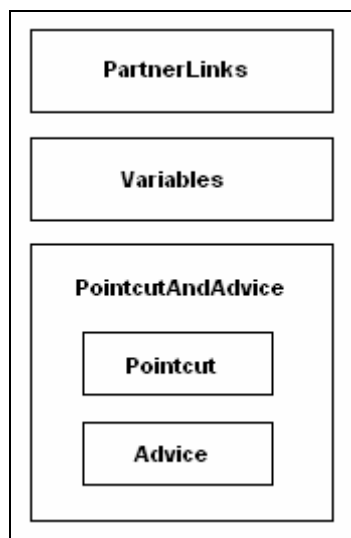 PartnerLinks
Variables
PointcutAndAdvice
Pointcut
Advice